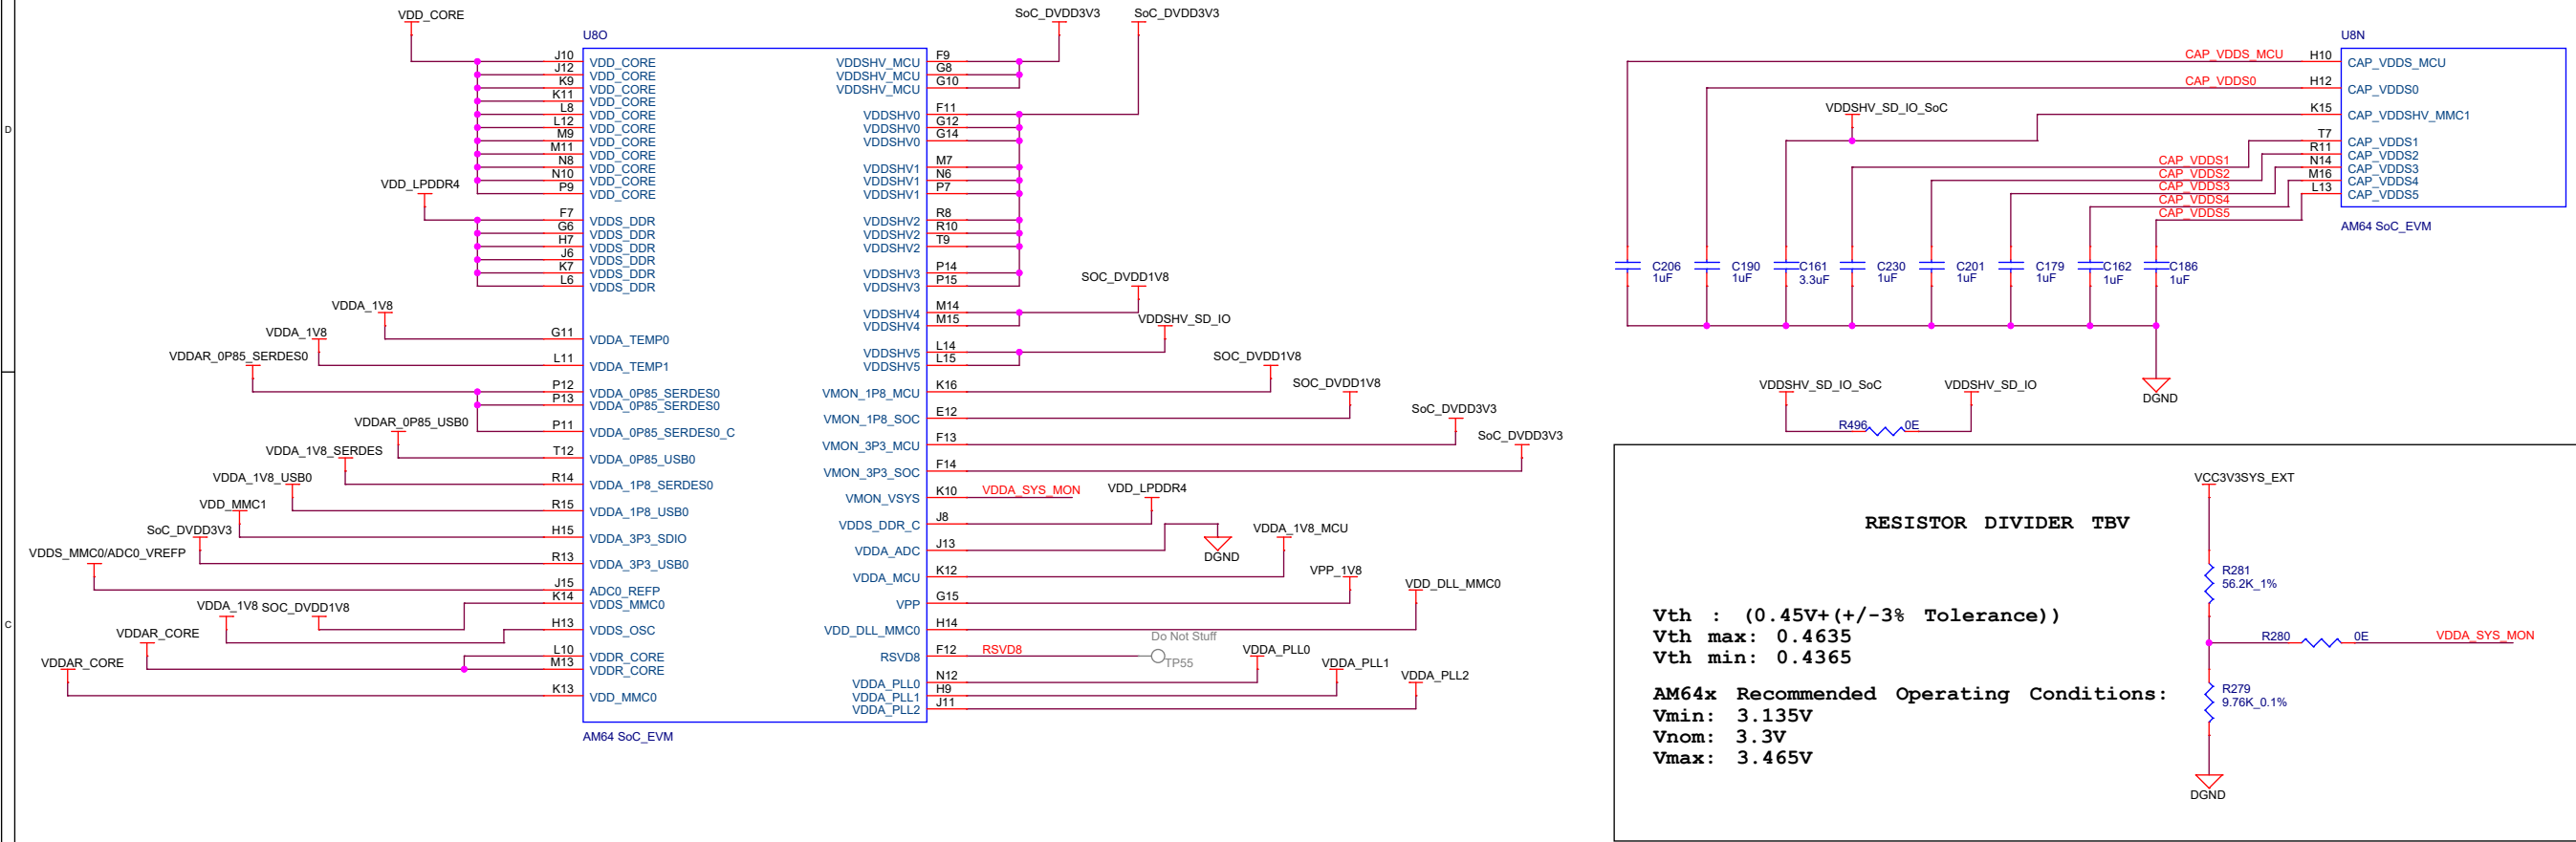 D
C
VDD_CORE
VDD_LPDDR4
VDDA_1V8
VDDA_1V8
VDDAR_0P85_SERDES0
VDDAR_0P85_USB0
VDDA_1V8_SERDES
VDDA_1V8_USB0
VDD_MMC1
SoC_DVDD3V3
VDDS_MMC0/ADC0_VREFP
VDDA_1V8 SOC_DVDD1V8
VDDAR_CORE
VDDAR_CORE
U8O
J10 VDD_CORE
J12 VDD_CORE
K9 VDD_CORE
K11 VDD_CORE
L8 VDD_CORE
L12 VDD_CORE
M9 VDD_CORE
M11 VDD_CORE
N8 VDD_CORE
N10 VDD_CORE
P9 VDD_CORE
F7 VDDS_DDR
G6 VDDS_DDR
H7 VDDS_DDR
J6 VDDS_DDR
K7 VDDS_DDR
L6 VDDS_DDR
G11 VDDA_TEMP0
L11 VDDA_TEMP1
P12 VDDA_0P85_SERDES0
P13 VDDA_0P85_SERDES0
P11 VDDA_0P85_SERDES0_C
T12 VDDA_0P85_USB0
R14 VDDA_1P8_SERDES0
R15 VDDA_1P8_USB0
H15 VDDA_3P3_SDIO
R13 VDDA_3P3_USB0
J15 ADC0_REFP
K14 VDDS_MMC0
H13 VDDS_OSC
L10 VDDR_CORE
M13 VDDR_CORE
K13 VDD_MMC0
AM64 SoC_EVM
VDDSHV_MCU F9
VDDSHV_MCU G8
VDDSHV_MCU G10
VDDSHV0 F11
VDDSHV0 G12
VDDSHV0 G14
VDDSHV1 M7
VDDSHV1 N6
VDDSHV1 P7
VDDSHV2 R8
VDDSHV2 R10
VDDSHV2 T9
VDDSHV3 P14
VDDSHV3 P15
VDDSHV4 M14
VDDSHV4 M15
VDDSHV5 L14
VDDSHV5 L15
VMON_1P8_MCU K16
VMON_1P8_SOC E12
VMON_3P3_MCU F13
VMON_3P3_SOC F14
VMON_VSYS K10 VDDA_SYS_MON
VDDS_DDR_C J8
VDDA_ADC J13
VDDA_MCU K12
VPP G15
VDD_DLL_MMC0 H14
RSVD8 F12 RSVD8
VDDA_PLL0 N12
VDDA_PLL1 H9
VDDA_PLL2 J11
SoC_DVDD3V3 SoC_DVDD3V3
SOC_DVDD1V8
VDDSHV_SD_IO
SOC_DVDD1V8
SOC_DVDD1V8
SoC_DVDD3V3
SoC_DVDD3V3
VDD_LPDDR4
VDDA_1V8_MCU
DGND
VPP_1V8
VDD_DLL_MMC0
Do Not Stuff
TP55
VDDA_PLL0
VDDA_PLL1
VDDA_PLL2
U8N
CAP_VDDS_MCU H10 CAP_VDDS_MCU
CAP_VDDS0 H12 CAP_VDDS0
VDDSHV_SD_IO_SoC K15 CAP_VDDSHV_MMC1
T7 CAP_VDDS1
R11 CAP_VDDS2
N14 CAP_VDDS3
M16 CAP_VDDS4
L13 CAP_VDDS5
CAP_VDDS1
CAP_VDDS2
CAP_VDDS3
CAP_VDDS4
CAP_VDDS5
AM64 SoC_EVM
C206 C190 C161 C230 C201 C179 C162 C186
1uF 1uF 3.3uF 1uF 1uF 1uF 1uF 1uF
DGND
VDDSHV_SD_IO_SoC VDDSHV_SD_IO
R496 0E
VCC3V3SYS_EXT
RESISTOR DIVIDER TBV
R281
56.2K_1%
Vth : (0.45V+(+/-3% Tolerance))
Vth max: 0.4635
Vth min: 0.4365
R280 0E VDDA_SYS_MON
AM64x Recommended Operating Conditions:
Vmin: 3.135V
Vnom: 3.3V
Vmax: 3.465V
R279
9.76K_0.1%
DGND